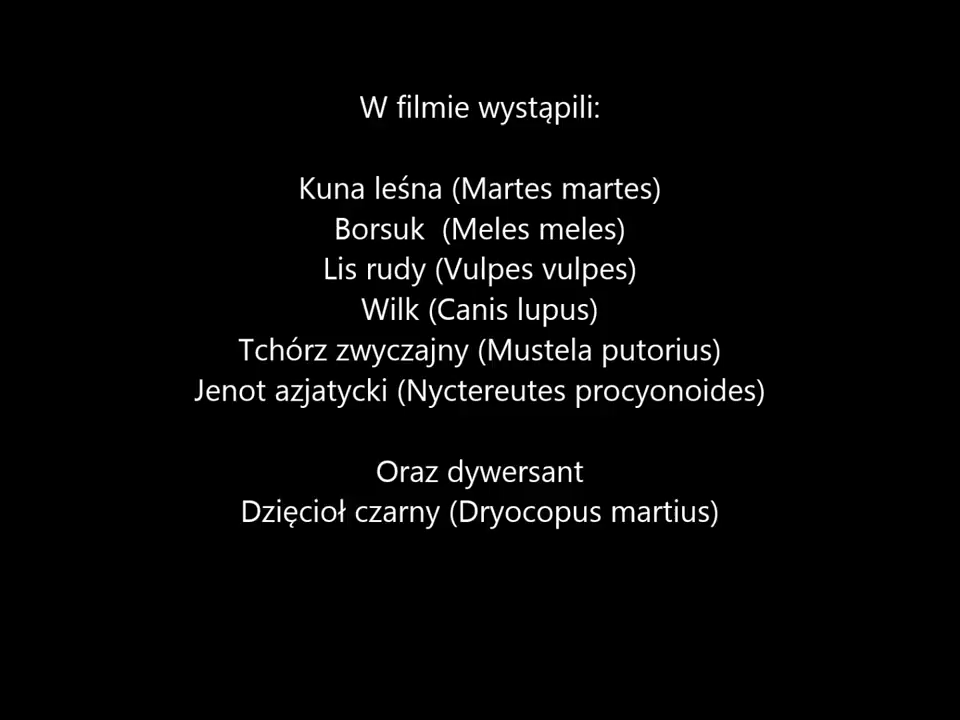 W filmie wystąpili:
Kuna leśna (Martes martes)
Borsuk  (Meles meles)
Lis rudy (Vulpes vulpes)
Wilk (Canis lupus)
Tchórz zwyczajny (Mustela putorius)
Jenot azjatycki (Nyctereutes procyonoides)
Oraz dywersant
Dzięcioł czarny (Dryocopus martius)